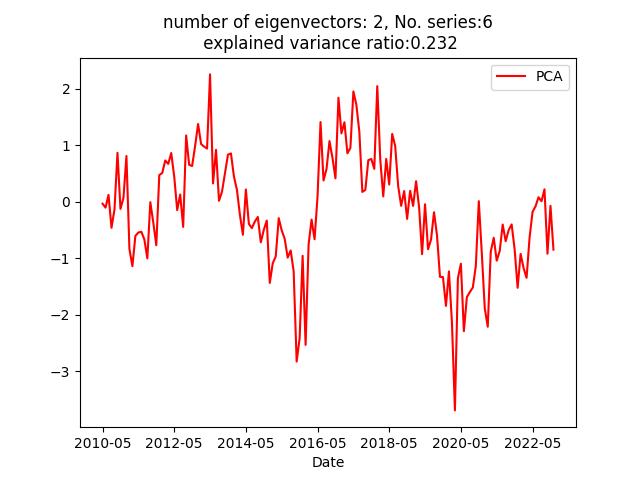 number of eigenvectors: 2, No. series:6
explained variance ratio:0.232
PCA
2
1
0
−1
−2
−3
2010-05 2012-05 2014-05 2016-05 2018-05 2020-05 2022-05
Date